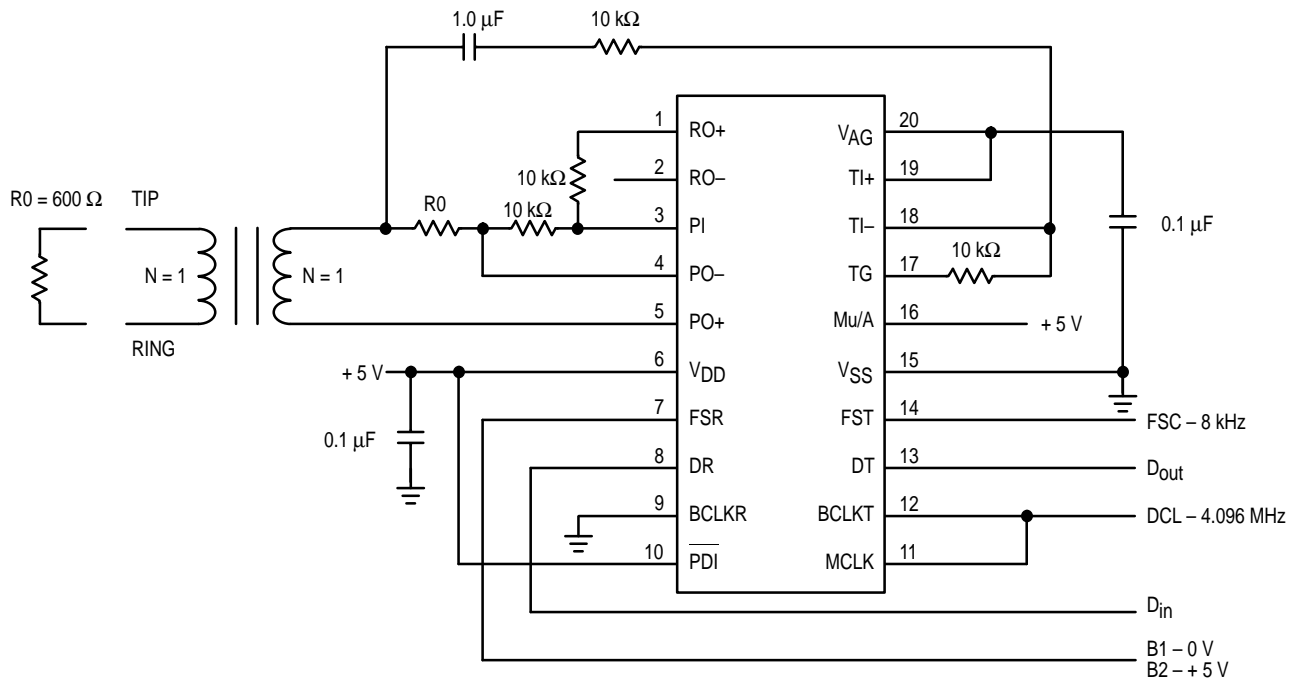 1.0 µF
10 kΩ
1
RO+
VAG
20
2
RO–
TI+
19
10 kΩ
R0 = 600 Ω
TIP
R0
10 kΩ
3
PI
TI–
18
0.1 µF
10 kΩ
N = 1
N = 1
4
PO–
TG
17
5
PO+
Mu/A
16
+ 5 V
RING
+ 5 V
6
VDD
VSS
15
7
FSR
FST
14
FSC – 8 kHz
0.1 µF
8
DR
DT
13
Dout
9
BCLKR
BCLKT
12
DCL – 4.096 MHz
10
PDI
MCLK
11
Din
B1 – 0 V
B2 – + 5 V